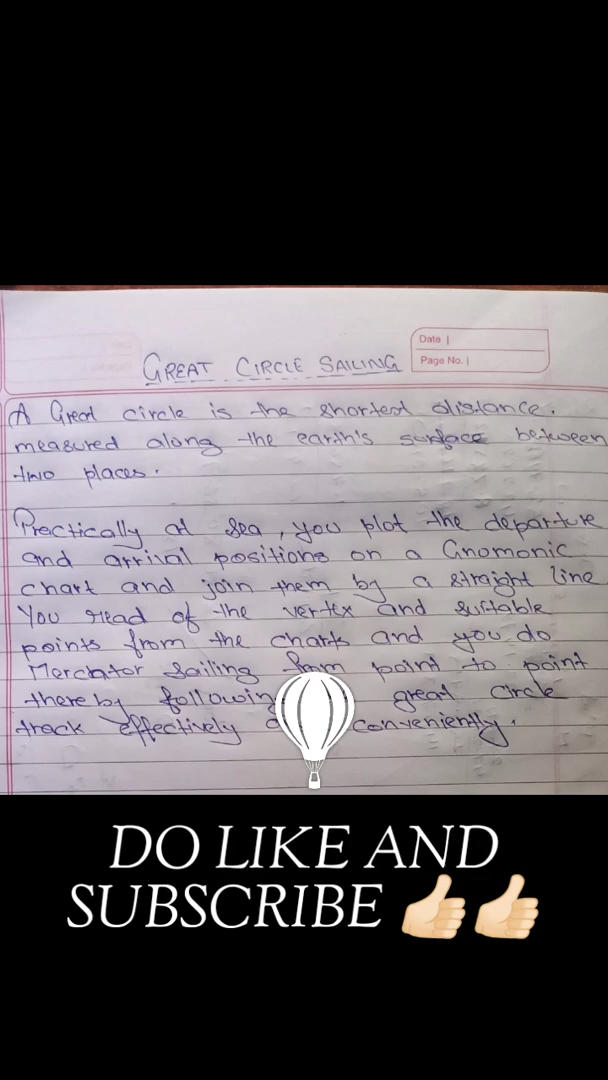 Date |
Page No. |
GREAT CIRCLE SAILING
A Great circle is the shortest distance.
measured along the earth's surface between
two places.
Practically at sea, you plot the departure
and arrival positions on a Gnomonic
chart and join them by a straight line
You read of the vertex and suitable
points from the charts and you do
Mercator Sailing from point to point
thereby following great circle
track effectively conveniently.
DO LIKE AND
SUBSCRIBE 👍🏻👍🏻